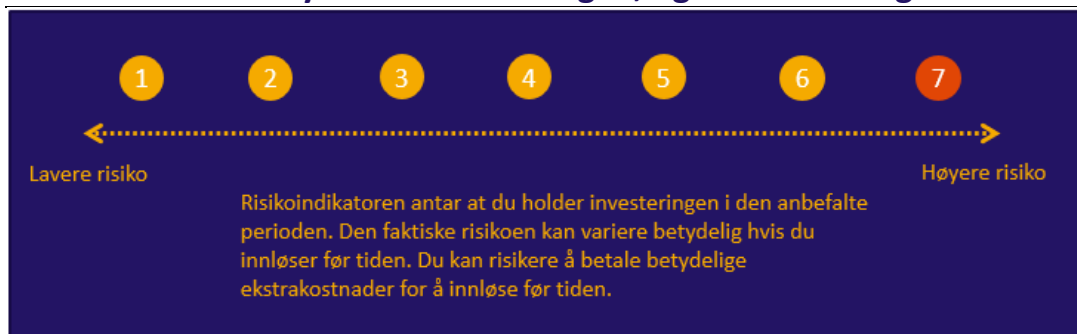 1 2 3 4 5 6 7
Lavere risiko
Høyere risiko
Risikoindikatoren antar at du holder investeringen i den anbefalte
perioden. Den faktiske risikoen kan variere betydelig hvis du
innløser før tiden. Du kan risikere å betale betydelige
ekstrakostnader for å innløse før tiden.